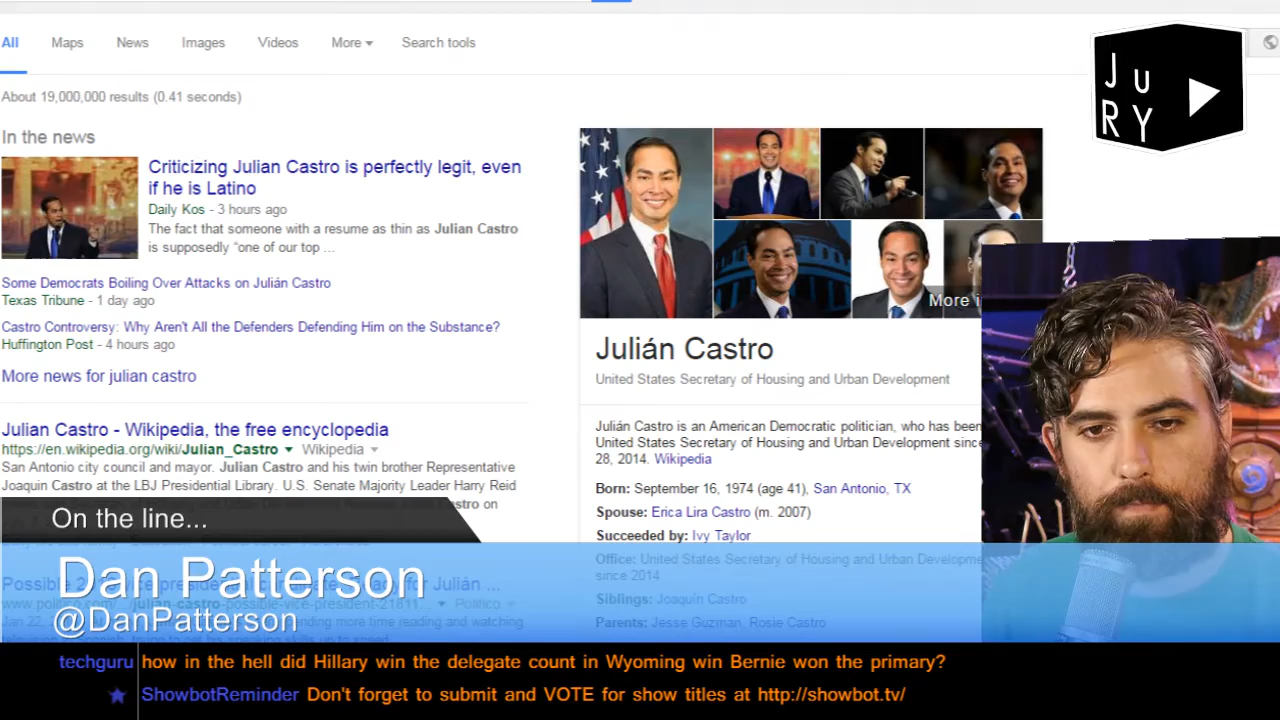 All Maps News Images Videos More Search tools
About 19,000,000 results (0.41 seconds)
In the news
Criticizing Julian Castro is perfectly legit, even
if he is Latino
Daily Kos - 3 hours ago
The fact that someone with a resume as thin as Julian Castro
is supposedly “one of our top ...
Some Democrats Boiling Over Attacks on Julián Castro
Texas Tribune - 1 day ago
Castro Controversy: Why Aren't All the Defenders Defending Him on the Substance?
Huffington Post - 4 hours ago
More news for julian castro
Julian Castro - Wikipedia, the free encyclopedia
https://en.wikipedia.org/wiki/Julian_Castro Wikipedia
San Antonio city council and mayor. Julian Castro and his twin brother Representative
Joaquin Castro at the LBJ Presidential Library. U.S. Senate Majority Leader Harry Reid
JURY
More i
Julián Castro
United States Secretary of Housing and Urban Development
Julián Castro is an American Democratic politician, who has been
United States Secretary of Housing and Urban Development since
28, 2014. Wikipedia
Born: September 16, 1974 (age 41), San Antonio, TX
Spouse: Erica Lira Castro (m. 2007)
Succeeded by: Ivy Taylor
Office: United States Secretary of Housing and Urban Developme
since 2014
Siblings: Joaquín Castro
Parents: Jesse Guzman, Rosie Castro
On the line...
Dan Patterson
@DanPatterson
techguru how in the hell did Hillary win the delegate count in Wyoming win Bernie won the primary?
ShowbotReminder Don't forget to submit and VOTE for show titles at http://showbot.tv/